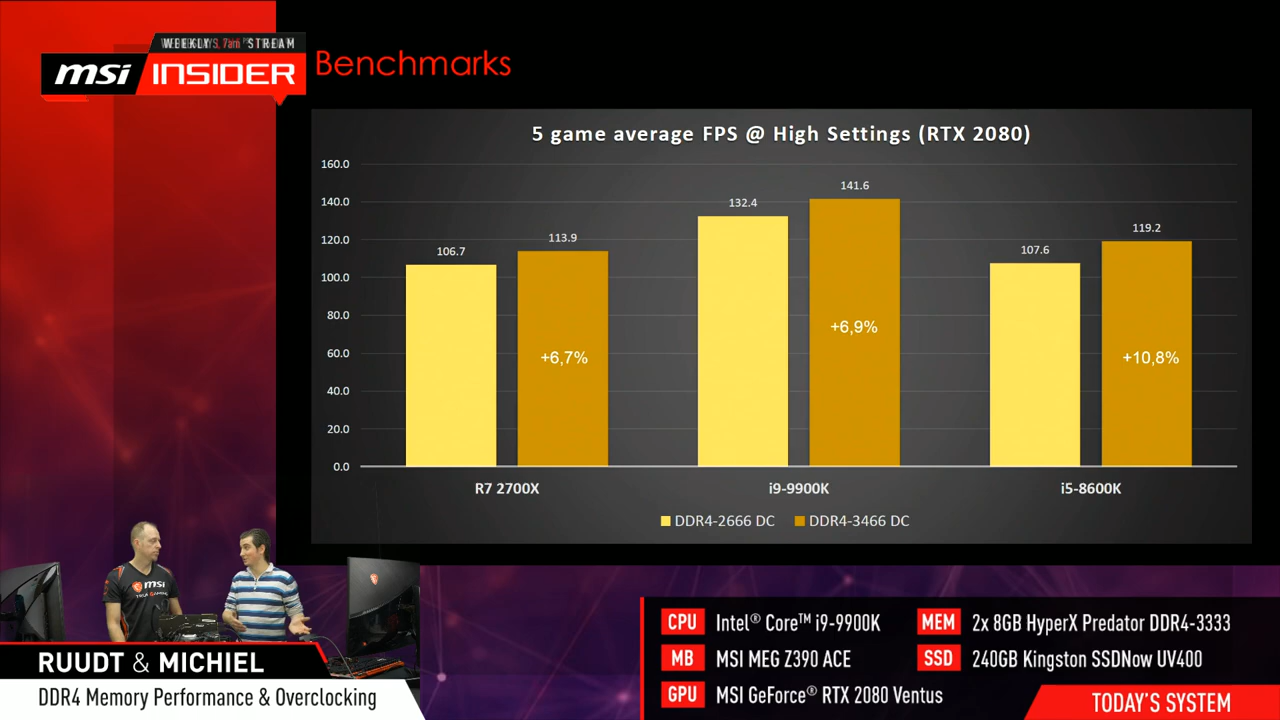 WEEKLY STREAM
msi INSIDER
Benchmarks
5 game average FPS @ High Settings (RTX 2080)
160.0
140.0
120.0
100.0
80.0
60.0
40.0
20.0
0.0
106.7
113.9
+6,7%
132.4
141.6
+6,9%
107.6
119.2
+10,8%
R7 2700X
i9-9900K
i5-8600K
DDR4-2666 DC
DDR4-3466 DC
msi
RUUDT & MICHIEL
DDR4 Memory Performance & Overclocking
CPU Intel® Core™ i9-9900K
MB MSI MEG Z390 ACE
GPU MSI GeForce® RTX 2080 Ventus
MEM 2x 8GB HyperX Predator DDR4-3333
SSD 240GB Kingston SSDNow UV400
TODAY'S SYSTEM